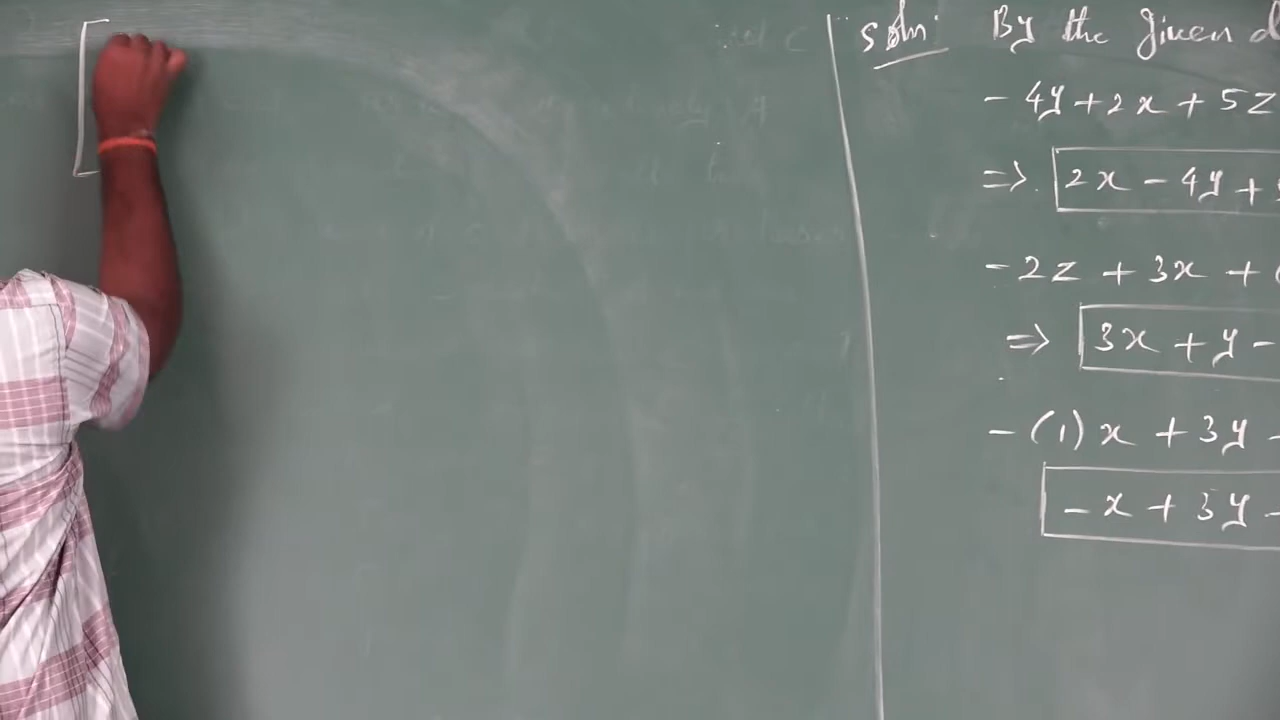 Soln By the given
- 4y + 2x + 5z
=> 2x - 4y +
- 2z + 3x +
=> 3x + y -
- (1) x + 3y -
- x + 3y -